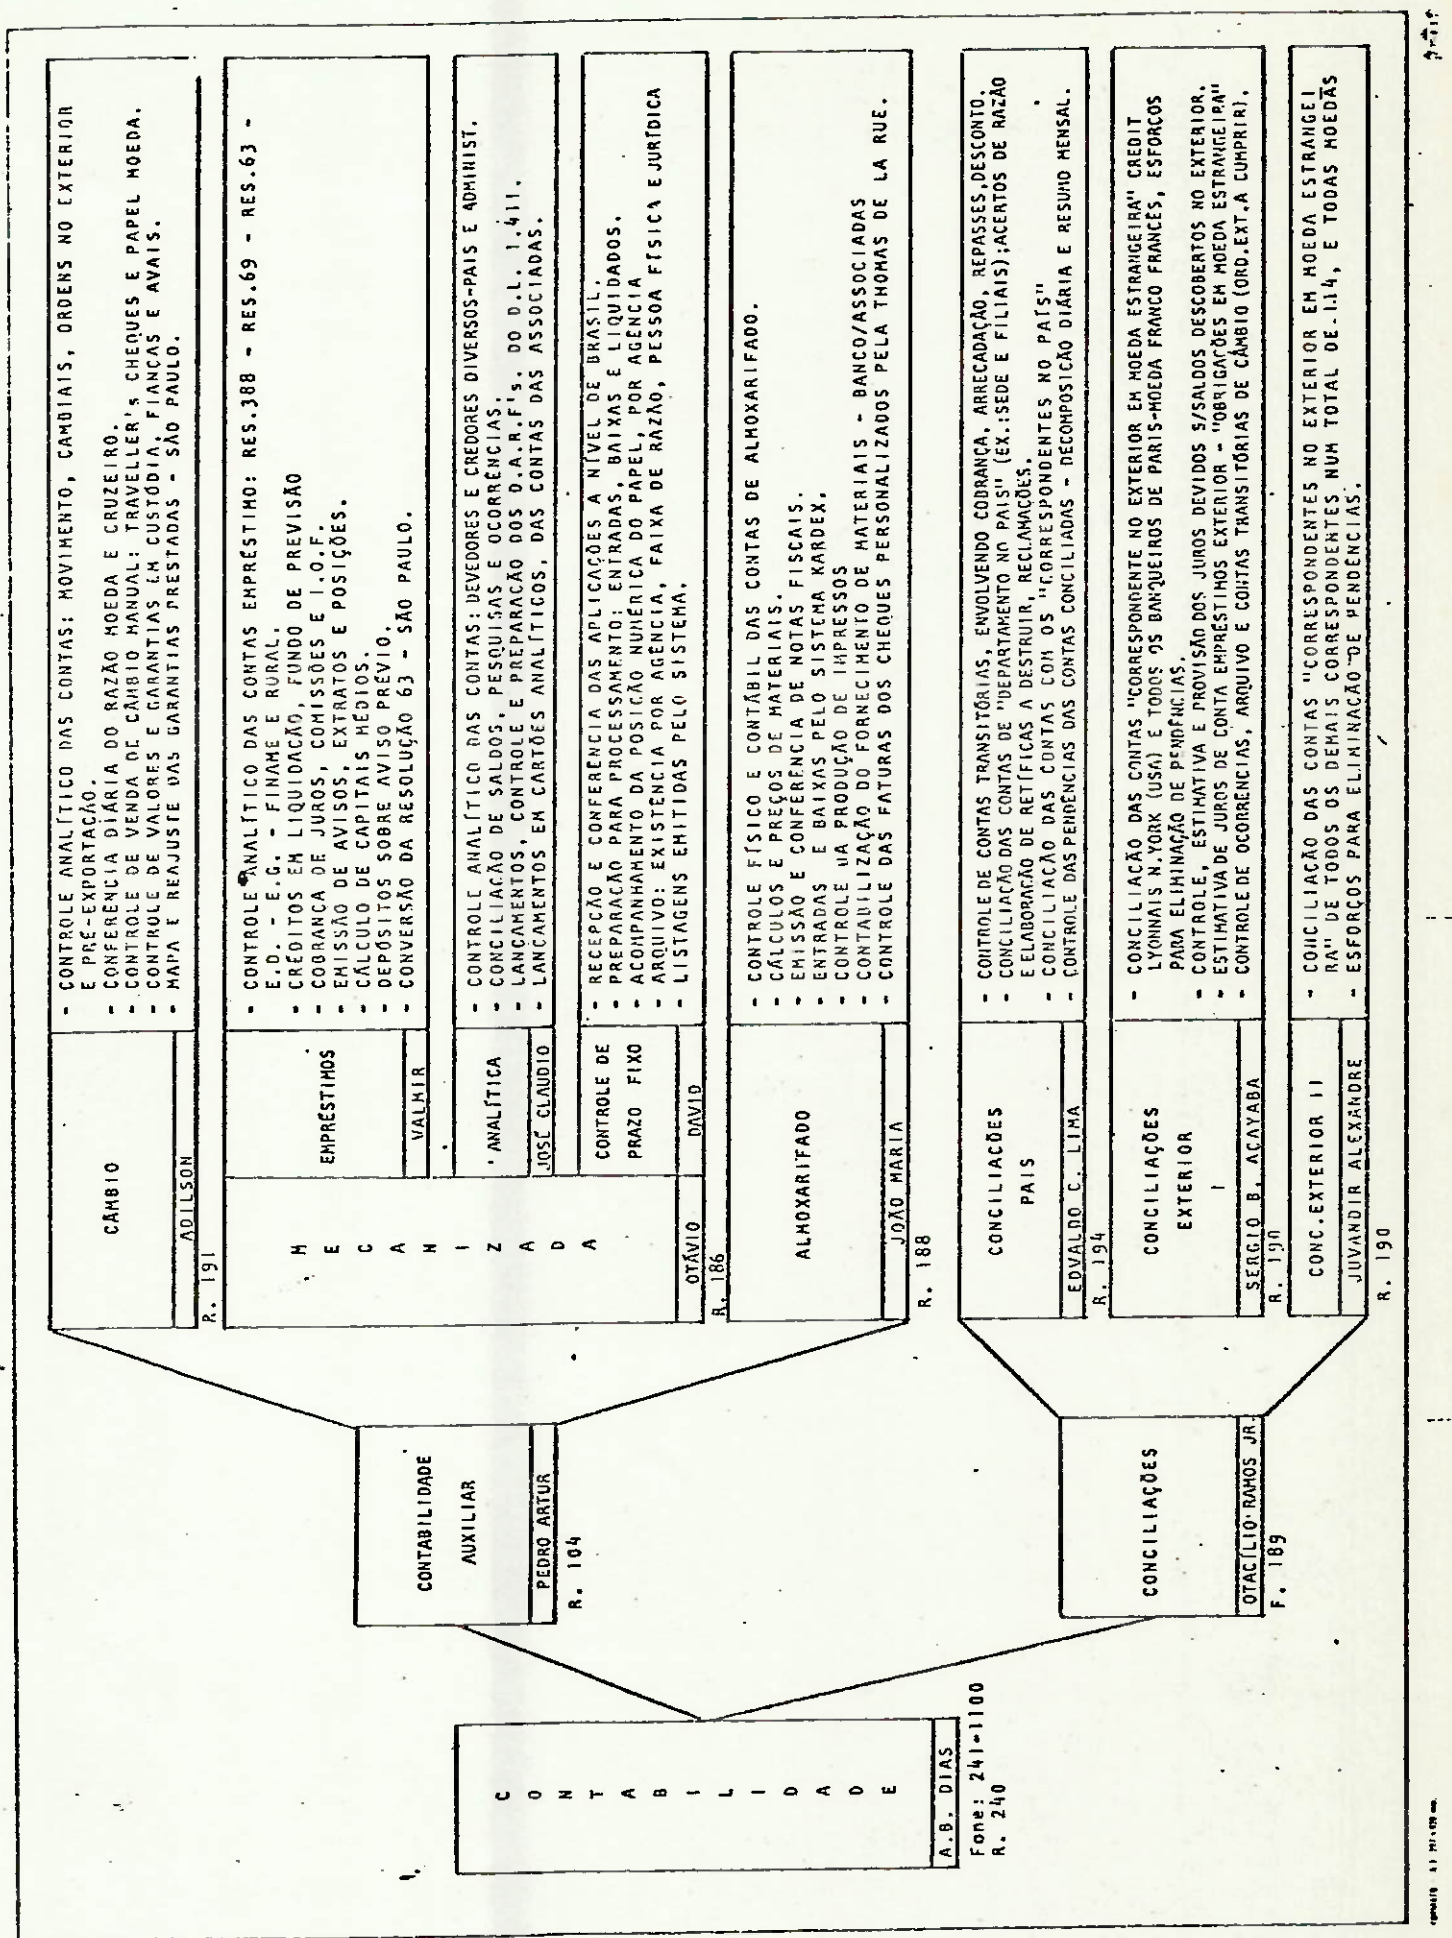 C O N T A B I L I D A D E
A.B. DIAS
Fone: 241-1100
R. 240
CONTABILIDADE
AUXILIAR
PEDRO ARTUR
R. 104
CONCILIAÇÕES
OTACÍLIO RAMOS JR.
F. 189
CÂMBIO
ADILSON
R. 191
- CONTROLE ANALÍTICO DAS CONTAS: MOVIMENTO, CAMBIAIS, ORDENS NO EXTERIOR
E PRÉ-EXPORTAÇÃO.
- CONFERÊNCIA DIÁRIA DO RAZÃO MOEDA E CRUZEIRO.
- CONTROLE DE VENDA DE CÂMBIO MANUAL: TRAVELLER's CHEQUES E PAPEL MOEDA.
- CONTROLE DE VALORES E GARANTIAS EM CUSTÓDIA, FIANÇAS E AVAIS.
- MAPA E REAJUSTE DAS GARANTIAS PRESTADAS - SÃO PAULO.
M E C A N I Z A D A
OTÁVIO
R. 186
EMPRÉSTIMOS
VALMIR
- CONTROLE ANALÍTICO DAS CONTAS EMPRÉSTIMO: RES.388 - RES.69 - RES.63 -
E.D. - E.G. - FINAME E RURAL.
- CRÉDITOS EM LIQUIDAÇÃO, FUNDO DE PREVISÃO
- COBRANÇA DE JUROS, COMISSÕES E I.O.F.
- EMISSÃO DE AVISOS, EXTRATOS E POSIÇÕES.
- CÁLCULO DE CAPITAIS MÉDIOS.
- DEPÓSITOS SOBRE AVISO PRÉVIO.
- CONVERSÃO DA RESOLUÇÃO 63 - SÃO PAULO.
ANALÍTICA
JOSÉ CLAUDIO
- CONTROLE ANALÍTICO DAS CONTAS: DEVEDORES E CREDORES DIVERSOS-PAIS E ADMINIST.
- CONCILIAÇÃO DE SALDOS, PESQUISAS E OCORRÊNCIAS.
- LANÇAMENTOS, CONTROLE E PREPARAÇÃO DOS D.A.R.F's. DO D.L. 1.411.
- LANÇAMENTOS EM CARTÕES ANALÍTICOS, DAS CONTAS DAS ASSOCIADAS.
CONTROLE DE
PRAZO FIXO
DAVID
- RECEPÇÃO E CONFERÊNCIA DAS APLICAÇÕES A NÍVEL DE BRASIL.
- PREPARAÇÃO PARA PROCESSAMENTO: ENTRADAS, BAIXAS E LIQUIDADOS.
- ACOMPANHAMENTO DA POSIÇÃO NUMÉRICA DO PAPEL, POR AGÊNCIA
- ARQUIVO: EXISTÊNCIA POR AGÊNCIA, FAIXA DE RAZÃO, PESSOA FÍSICA E JURÍDICA
- LISTAGENS EMITIDAS PELO SISTEMA.
ALMOXARIFADO
JOÃO MARIA
R. 188
- CONTROLE FÍSICO E CONTÁBIL DAS CONTAS DE ALMOXARIFADO.
- CÁLCULOS E PREÇOS DE MATERIAIS.
- EMISSÃO E CONFERÊNCIA DE NOTAS FISCAIS.
- ENTRADAS E BAIXAS PELO SISTEMA KARDEX.
- CONTROLE NA PRODUÇÃO DE IMPRESSOS
- CONTABILIZAÇÃO DO FORNECIMENTO DE MATERIAIS - BANCO/ASSOCIADAS
- CONTROLE DAS FATURAS DOS CHEQUES PERSONALIZADOS PELA THOMAS DE LA RUE.
CONCILIAÇÕES
PAIS
EDVALDO C. LIMA
R. 194
- CONTROLE DE CONTAS TRANSITÓRIAS, ENVOLVENDO COBRANÇA, ARRECADAÇÃO, REPASSES, DESCONTO.
- CONCILIAÇÃO DAS CONTAS DE "DEPARTAMENTO NO PAIS" (EX.:SEDE E FILIAIS);ACERTOS DE RAZÃO
E ELABORAÇÃO DE RETÍFICAS A DESTRUIR, RECLAMAÇÕES.
- CONCILIAÇÃO DAS CONTAS COM OS "CORRESPONDENTES NO PAÍS"
- CONTROLE DAS PENDÊNCIAS DAS CONTAS CONCILIADAS - DECOMPOSIÇÃO DIÁRIA E RESUMO MENSAL.
CONCILIAÇÕES
EXTERIOR
I
SERGIO B. AÇAYABA
R. 190
- CONCILIAÇÃO DAS CONTAS "CORRESPONDENTE NO EXTERIOR EM MOEDA ESTRANGEIRA" CREDIT
LYONNAIS N.YORK (USA) E TODOS OS BANQUEIROS DE PARIS-MOEDA FRANCO FRANCÊS, ESFORÇOS
PARA ELIMINAÇÃO DE PENDÊNCIAS.
- CONTROLE, ESTIMATIVA E PROVISÃO DOS JUROS DEVIDOS S/SALDOS DESCOBERTOS NO EXTERIOR.
- ESTIMATIVA DE JUROS DE CONTA EMPRÉSTIMOS EXTERIOR - "OBRIGAÇÕES EM MOEDA ESTRANGEIRA"
- CONTROLE DE OCORRÊNCIAS, ARQUIVO E CONTAS TRANSITÓRIAS DE CÂMBIO (ORD.EXT.A CUMPRIR).
CONC.EXTERIOR II
JUVANDIR ALEXANDRE
R. 190
- CONCILIAÇÃO DAS CONTAS "CORRESPONDENTES NO EXTERIOR EM MOEDA ESTRANGEI
RA" DE TODOS OS DEMAIS CORRESPONDENTES NUM TOTAL DE 114, E TODAS MOEDAS
- ESFORÇOS PARA ELIMINAÇÃO DE PENDÊNCIAS.